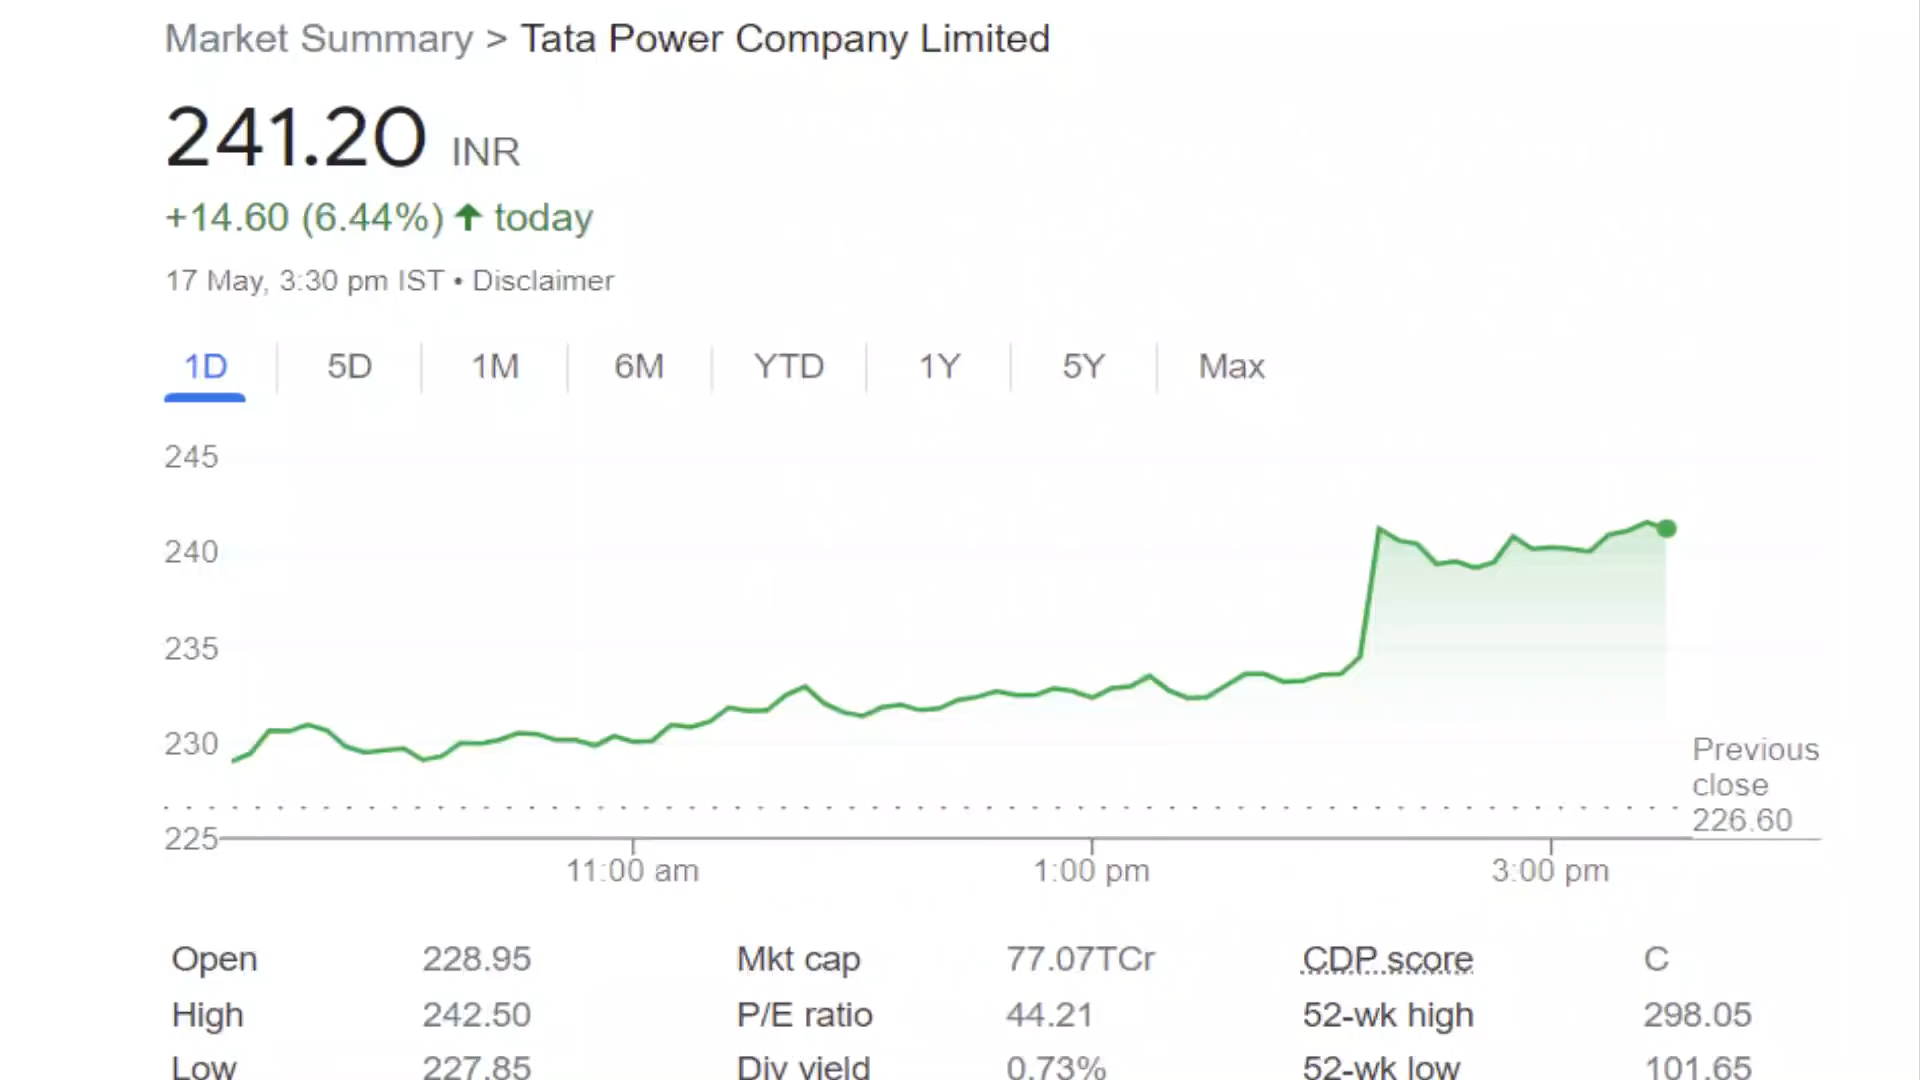 Market Summary > Tata Power Company Limited
241.20 INR
+14.60 (6.44%) ↑ today
17 May, 3:30 pm IST • Disclaimer
1D 5D 1M 6M YTD 1Y 5Y Max
245
240
235
230
225
Previous
close
226.60
11:00 am 1:00 pm 3:00 pm
Open 228.95 Mkt cap 77.07TCr CDP score C
High 242.50 P/E ratio 44.21 52-wk high 298.05
Low 227.85 Div yield 0.73% 52-wk low 101.65